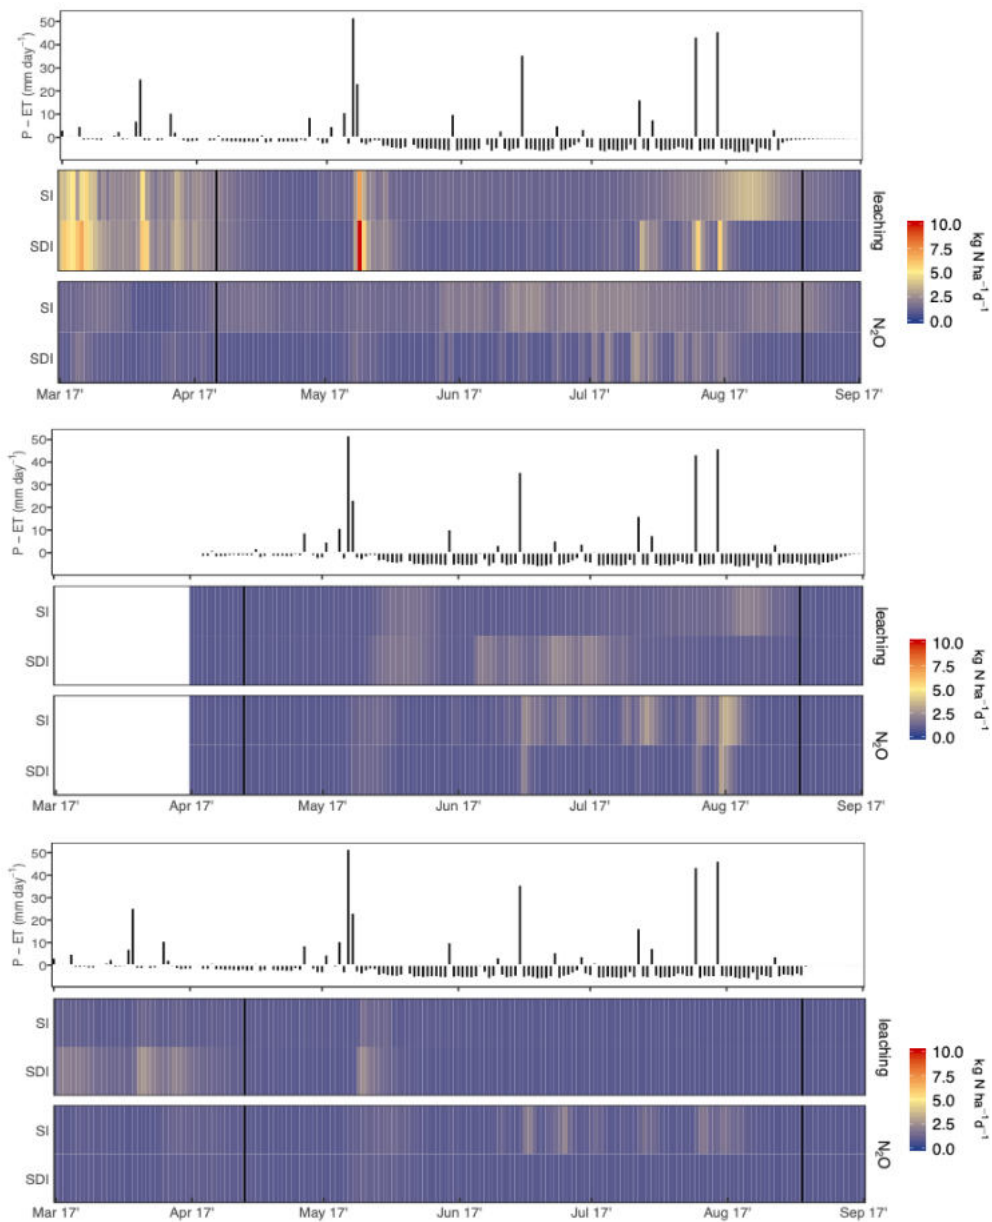 P − ET (mm day⁻¹)
50
40
30
20
10
0
SI
SDI
leaching
SI
SDI
N₂O
Mar 17'
Apr 17'
May 17'
Jun 17'
Jul 17'
Aug 17'
Sep 17'
10.0
7.5
5.0
2.5
0.0
kg N ha⁻¹d⁻¹
P − ET (mm day⁻¹)
50
40
30
20
10
0
SI
SDI
leaching
SI
SDI
N₂O
Mar 17'
Apr 17'
May 17'
Jun 17'
Jul 17'
Aug 17'
Sep 17'
10.0
7.5
5.0
2.5
0.0
kg N ha⁻¹d⁻¹
P − ET (mm day⁻¹)
50
40
30
20
10
0
SI
SDI
leaching
SI
SDI
N₂O
Mar 17'
Apr 17'
May 17'
Jun 17'
Jul 17'
Aug 17'
Sep 17'
10.0
7.5
5.0
2.5
0.0
kg N ha⁻¹d⁻¹